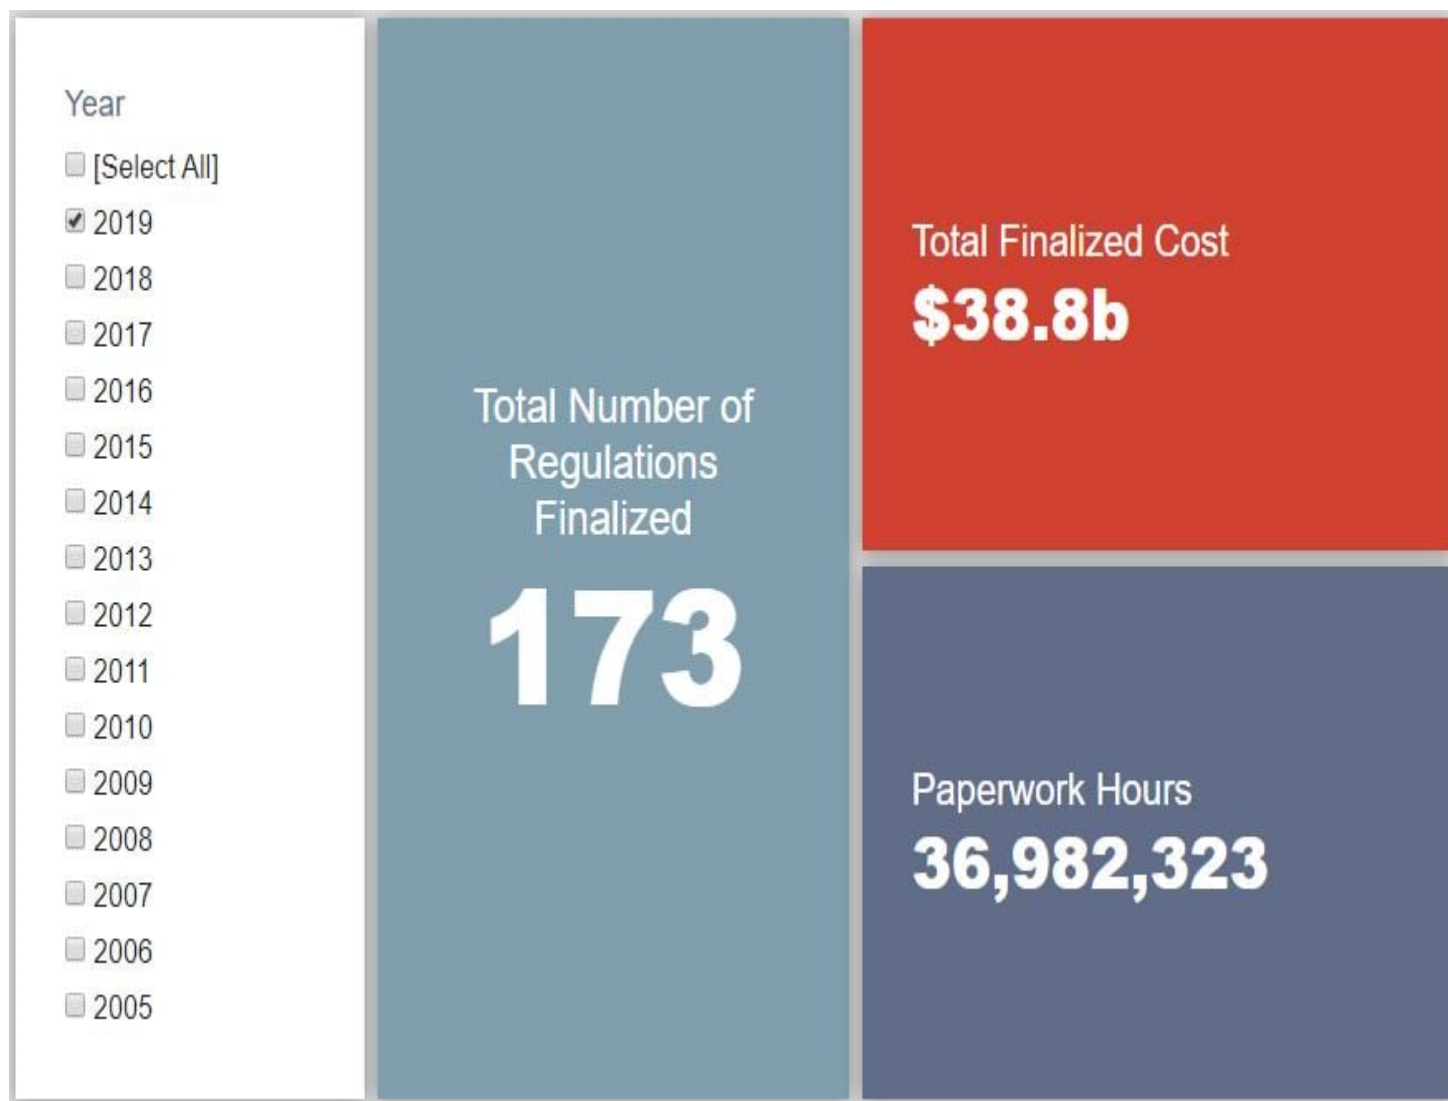 Year
[Select All]
2019
2018
2017
2016
2015
2014
2013
2012
2011
2010
2009
2008
2007
2006
2005
Total Number of
Regulations
Finalized
173
Total Finalized Cost
$38.8b
Paperwork Hours
36,982,323